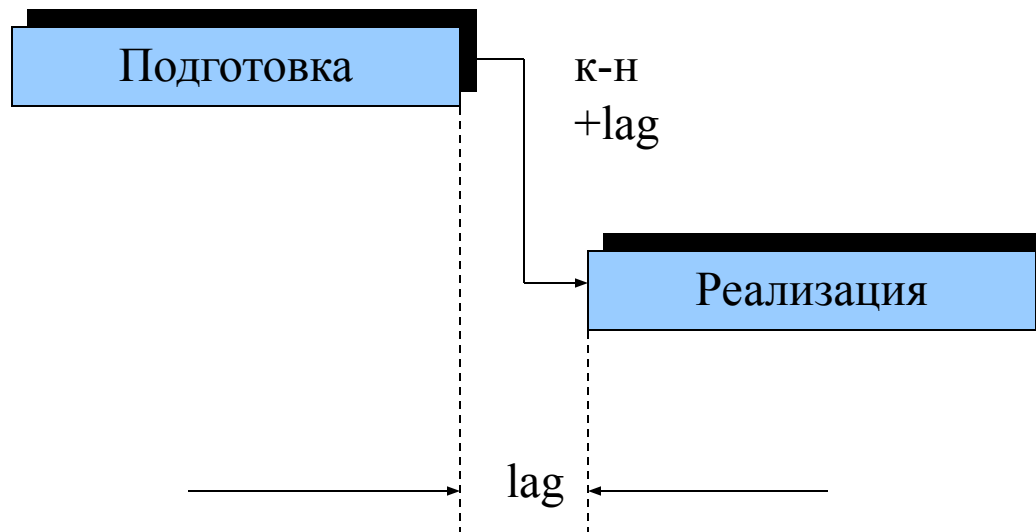 Подготовка
к-н
+lag
Реализация
lag